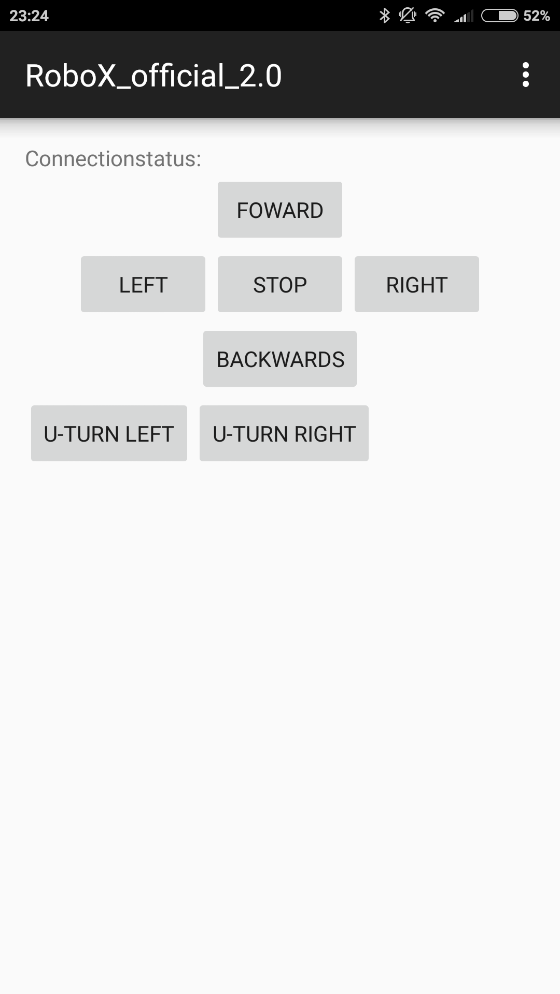 23:24 52%
RoboX_official_2.0
Connectionstatus:
FOWARD
LEFT STOP RIGHT
BACKWARDS
U-TURN LEFT U-TURN RIGHT